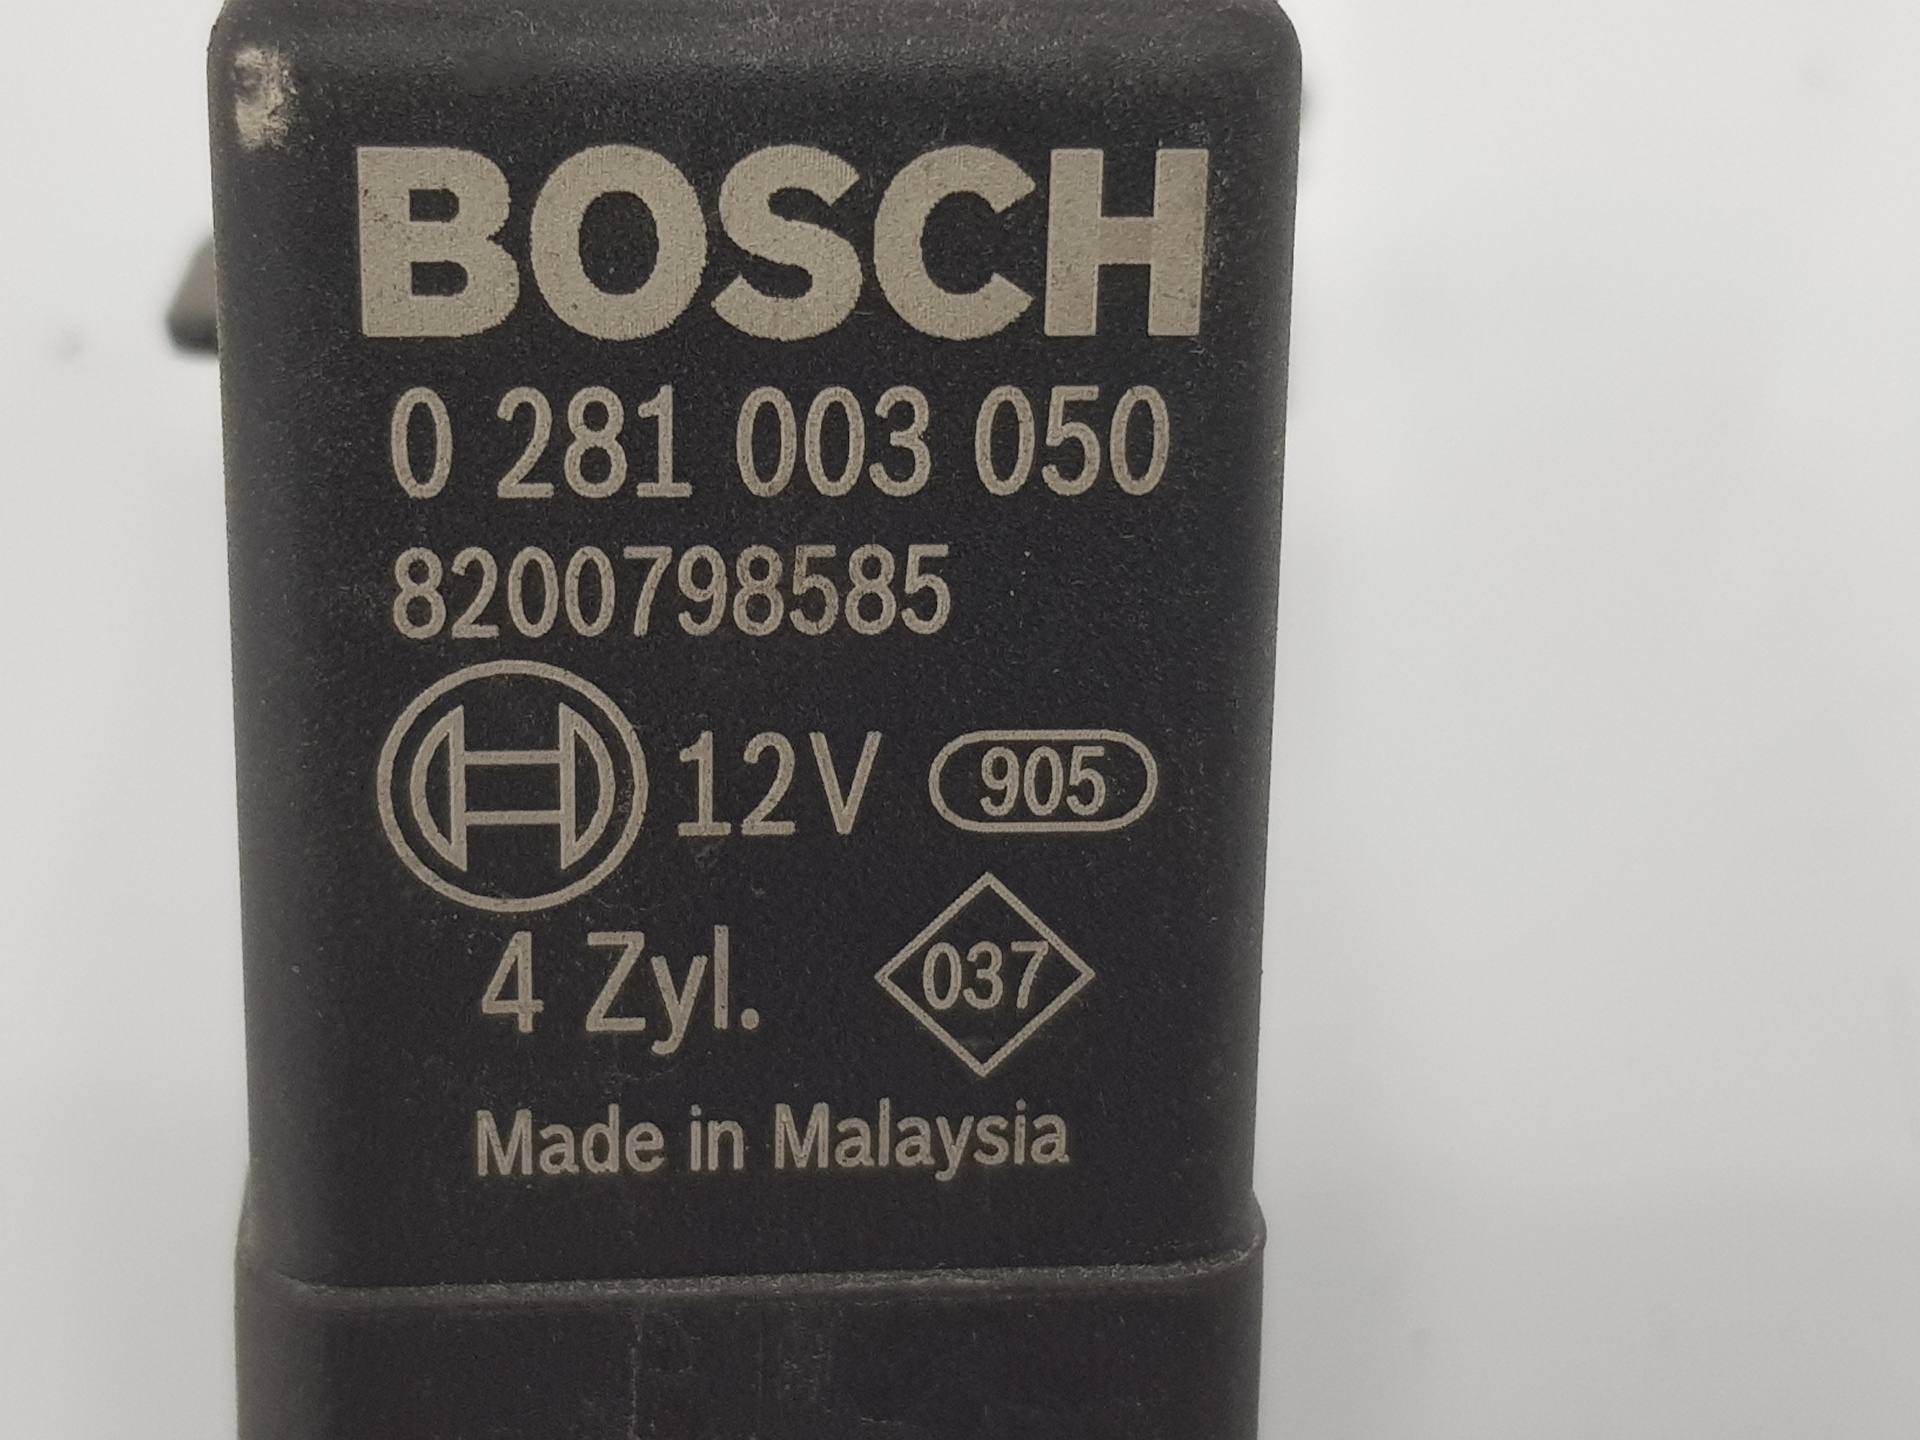 BOSCH
0 281 003 050
8200798585
12V 905
4 Zyl. 037
Made in Malaysia